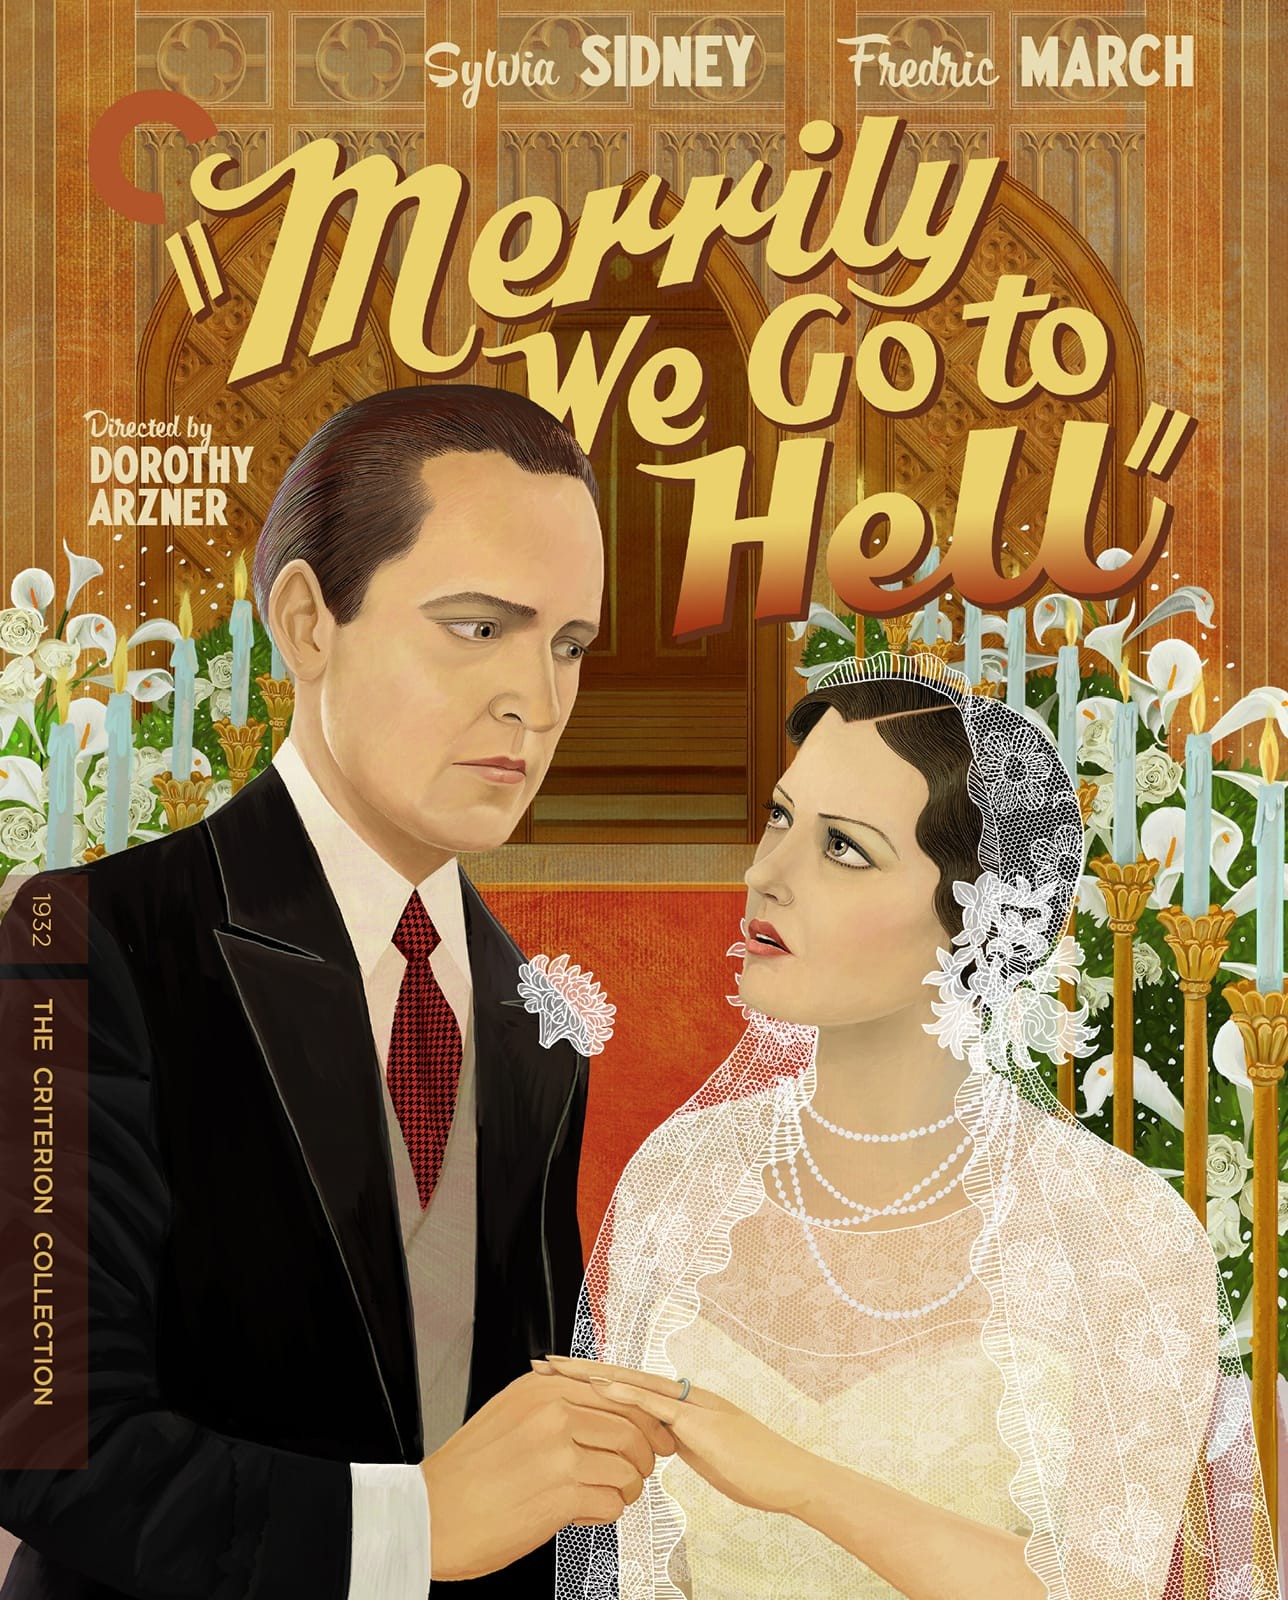 Sylvia SIDNEY Fredric MARCH
"Merrily
We Go to
Hell"
Directed by
DOROTHY
ARZNER
1932
THE CRITERION COLLECTION